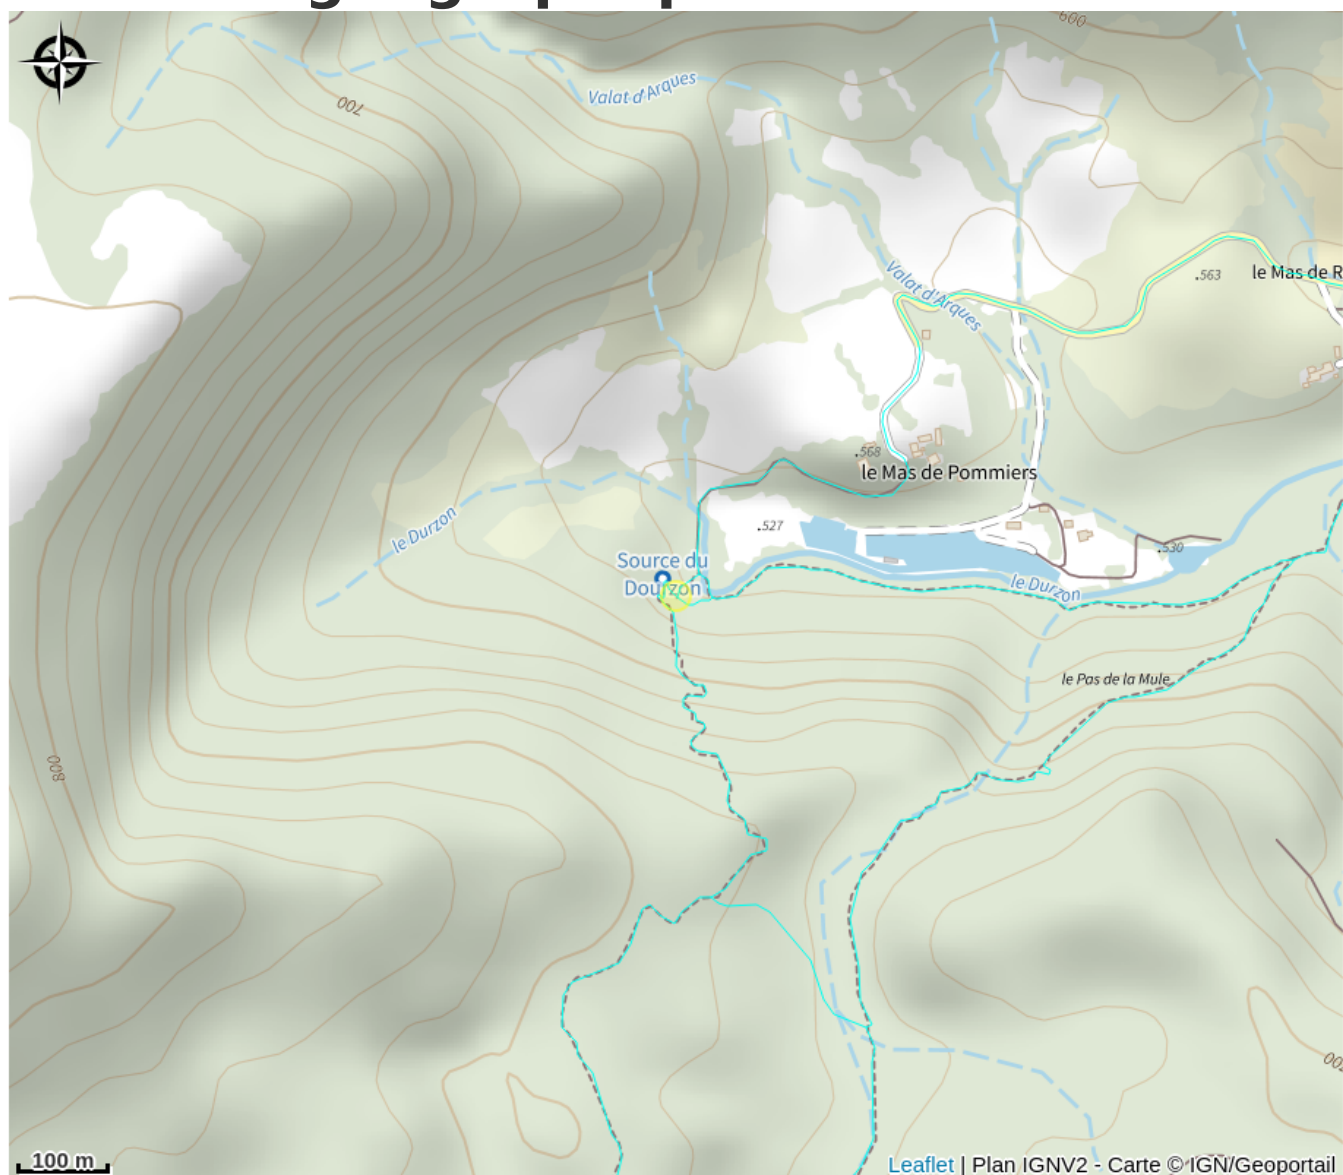 600
700
Valat d'Arques
Valat d'Arques
.563
le Mas de R
.568
le Mas de Pommiers
le Durzon
.527
.530
Source du
Dourzon
le Durzon
le Pas de la Mule
800
100 m
Leaflet | Plan IGNV2 - Carte © IGN/Geoportail